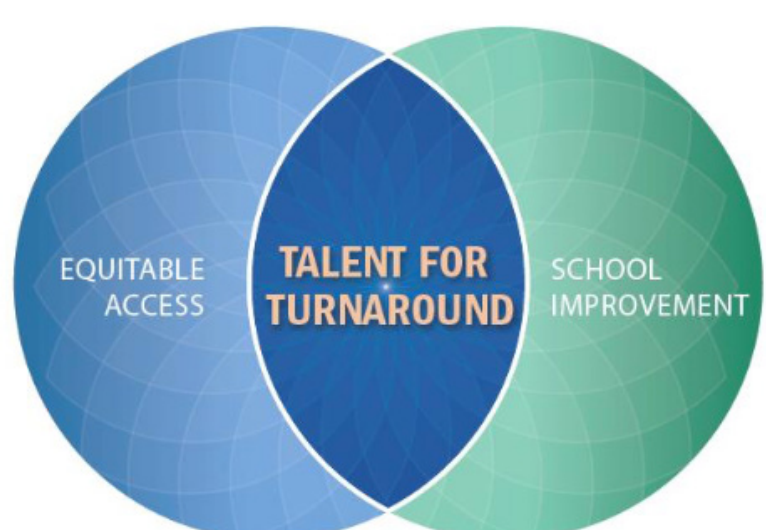 EQUITABLE
ACCESS
TALENT FOR
TURNAROUND
SCHOOL
IMPROVEMENT